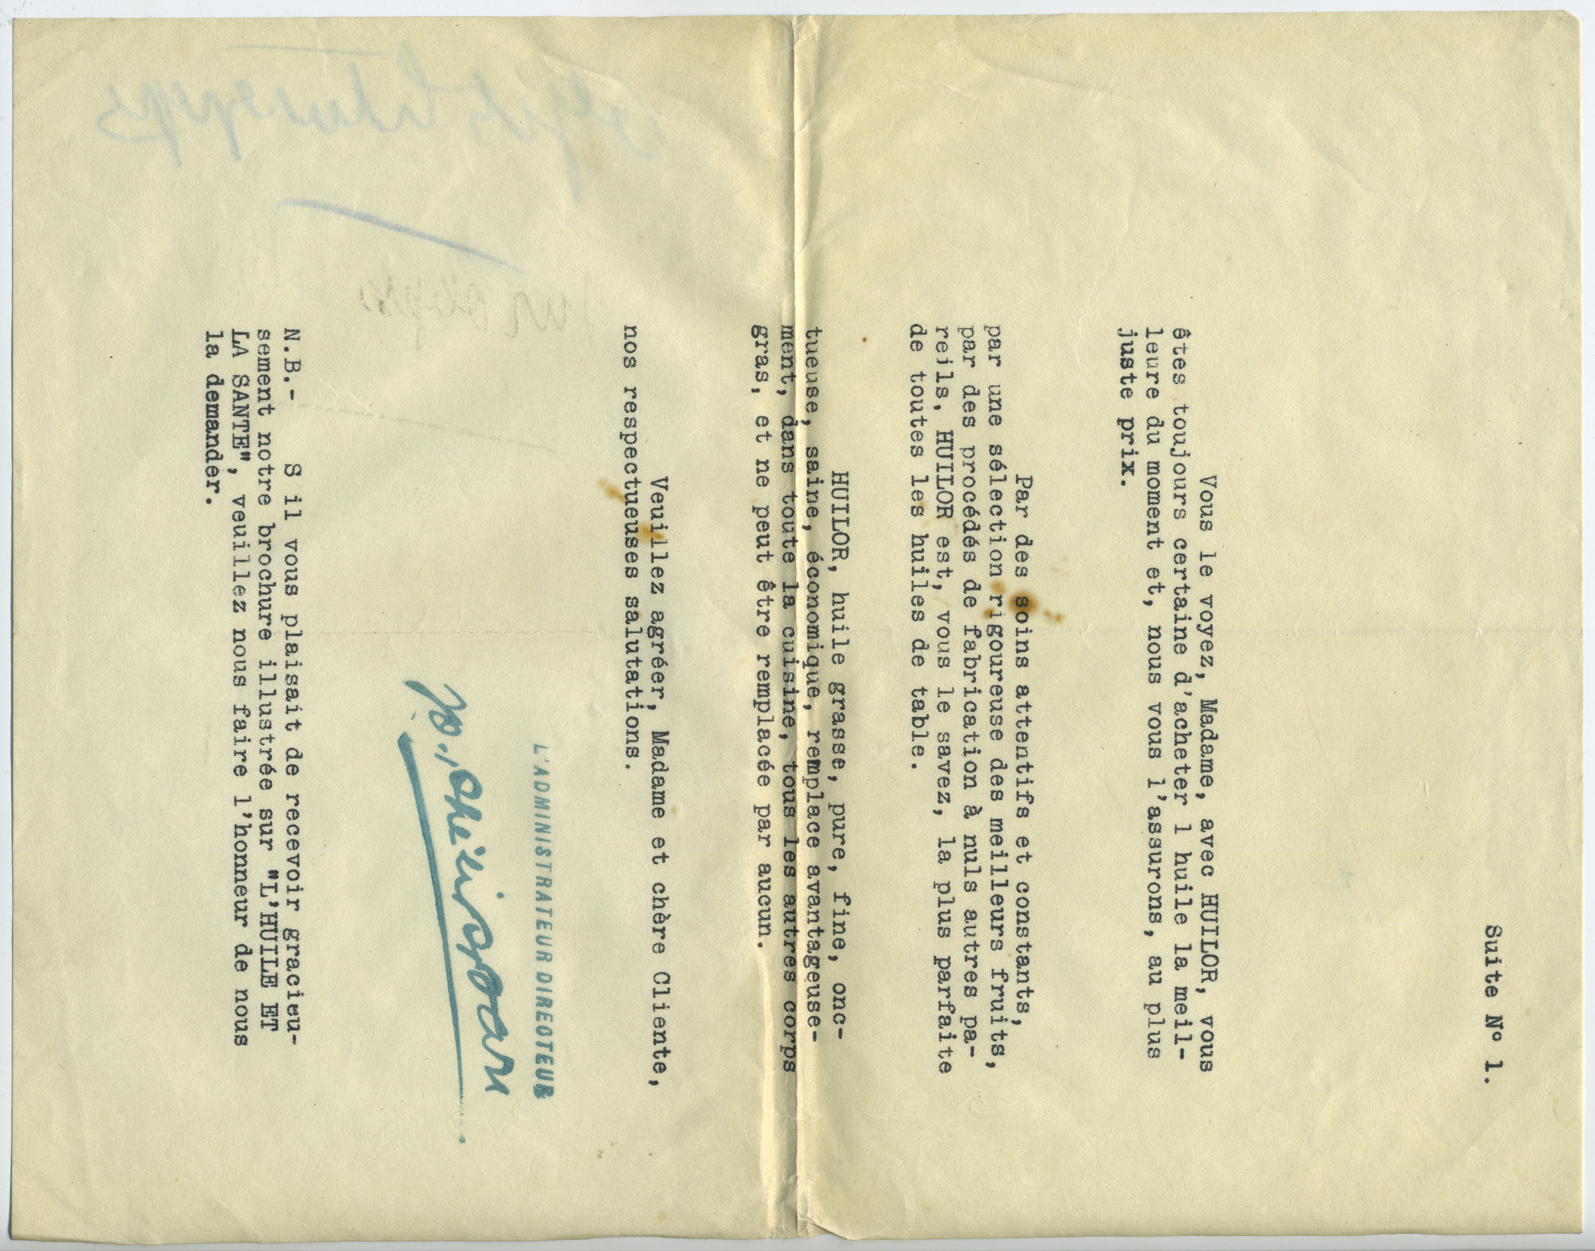 Suite N° 1.
Vous le voyez, Madame, avec HUILOR, vous
êtes toujours certaine d'acheter l huile la meil-
leure du moment et, nous vous l'assurons, au plus
juste prix.
Par des soins attentifs et constants,
par une sélection rigoureuse des meilleurs fruits,
par des procédés de fabrication à nuls autres pa-
reils, HUILOR est, vous le savez, la plus parfaite
de toutes les huiles de table.
HUILOR, huile grasse, pure, fine, onc-
tueuse, saine, économique, remplace avantageuse-
ment, dans toute la cuisine, tous les autres corps
gras, et ne peut être remplacée par aucun.
Veuillez agréer, Madame et chère Cliente,
nos respectueuses salutations.
L'ADMINISTRATEUR DIRECTEUR
N.B.- S il vous plaisait de recevoir gracieu-
sement notre brochure illustrée sur "L'HUILE ET
LA SANTE", veuillez nous faire l'honneur de nous
la demander.